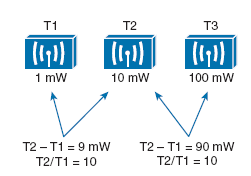 T1 T2 T3
1 mW 10 mW 100 mW
T2 – T1 = 9 mW T2 – T1 = 90 mW
T2/T1 = 10 T2/T1 = 10